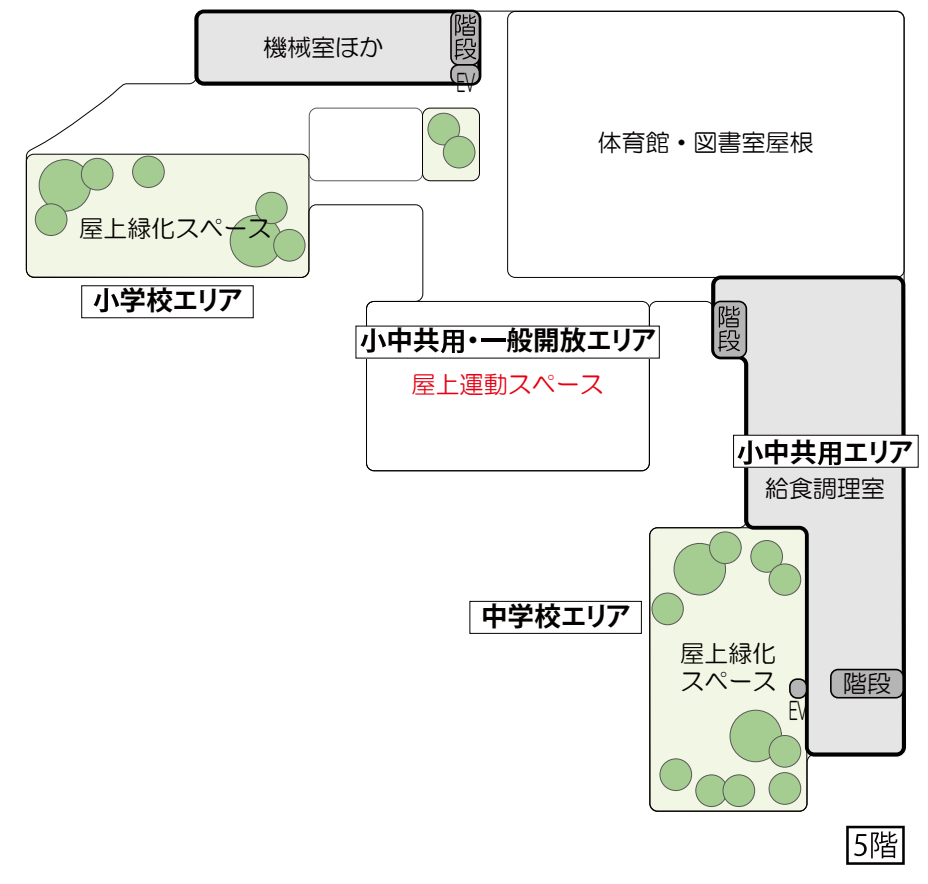 機械室ほか
階段
EV
体育館・図書室屋根
屋上緑化スペース
小学校エリア
階段
小中共用・一般開放エリア
屋上運動スペース
小中共用エリア
給食調理室
中学校エリア
屋上緑化
スペース
階段
EV
5階